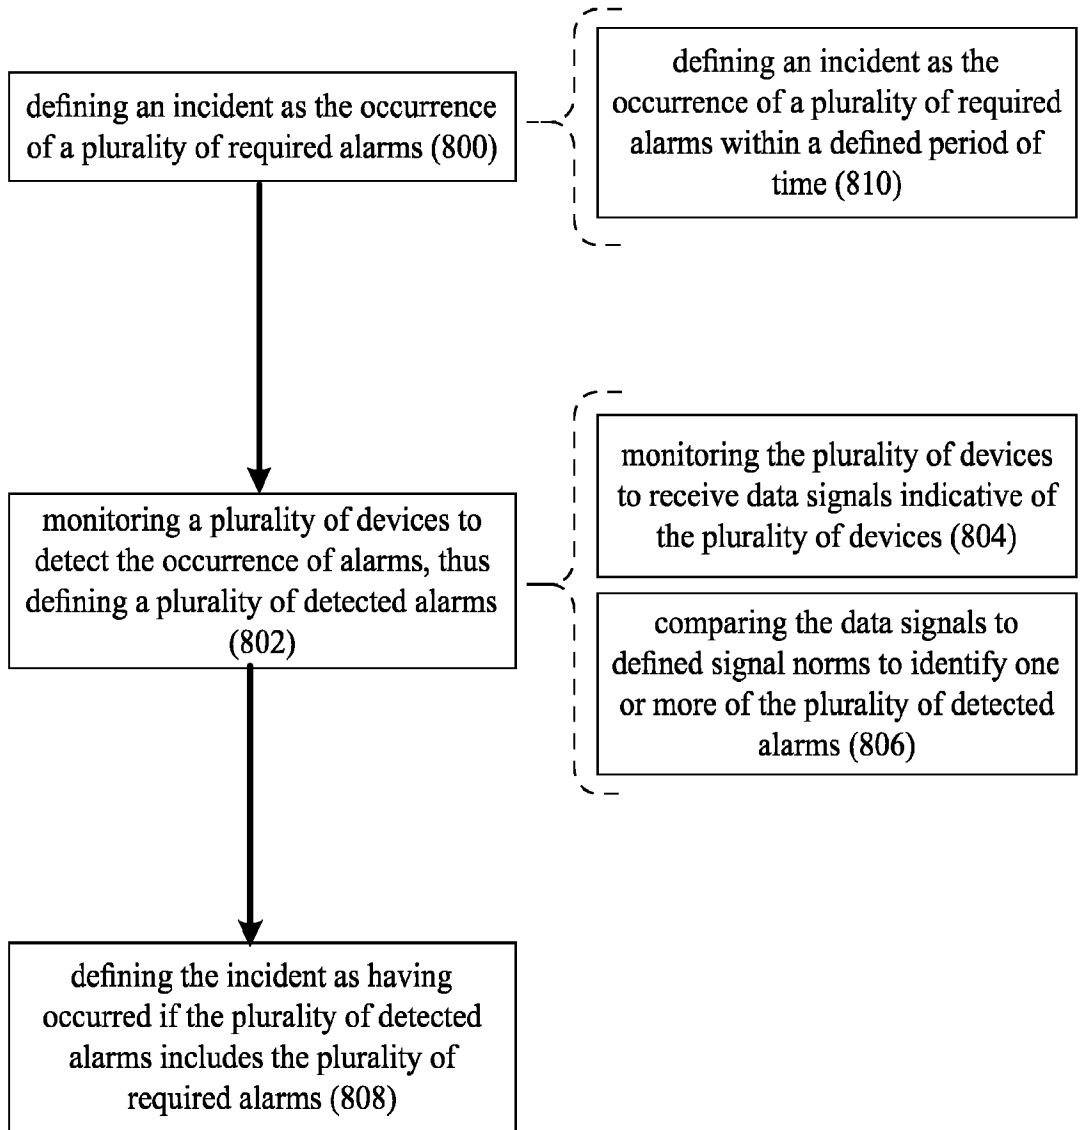 defining an incident as the occurrence
of a plurality of required alarms (800)
defining an incident as the
occurrence of a plurality of required
alarms within a defined period of
time (810)
monitoring a plurality of devices to
detect the occurrence of alarms, thus
defining a plurality of detected alarms
(802)
monitoring the plurality of devices
to receive data signals indicative of
the plurality of devices (804)
comparing the data signals to
defined signal norms to identify one
or more of the plurality of detected
alarms (806)
defining the incident as having
occurred if the plurality of detected
alarms includes the plurality of
required alarms (808)